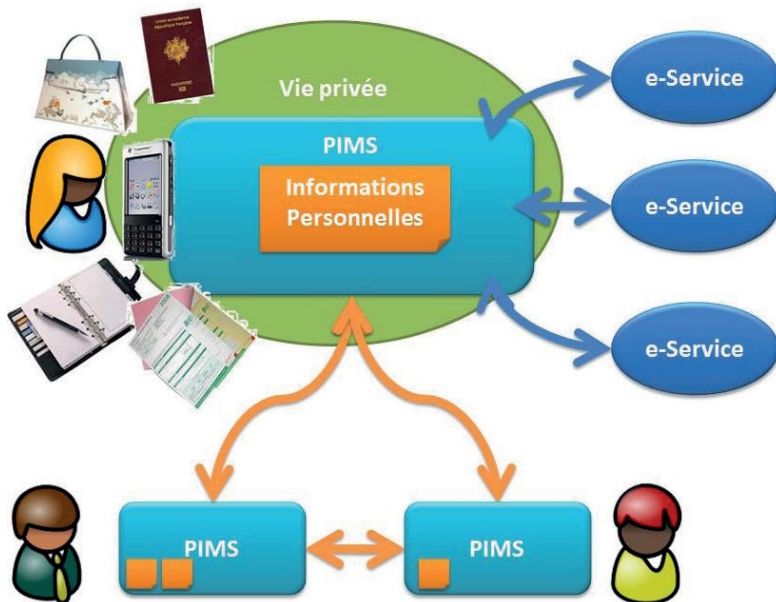 Vie privée
PIMS
Informations
Personnelles
e-Service
e-Service
e-Service
PIMS
PIMS